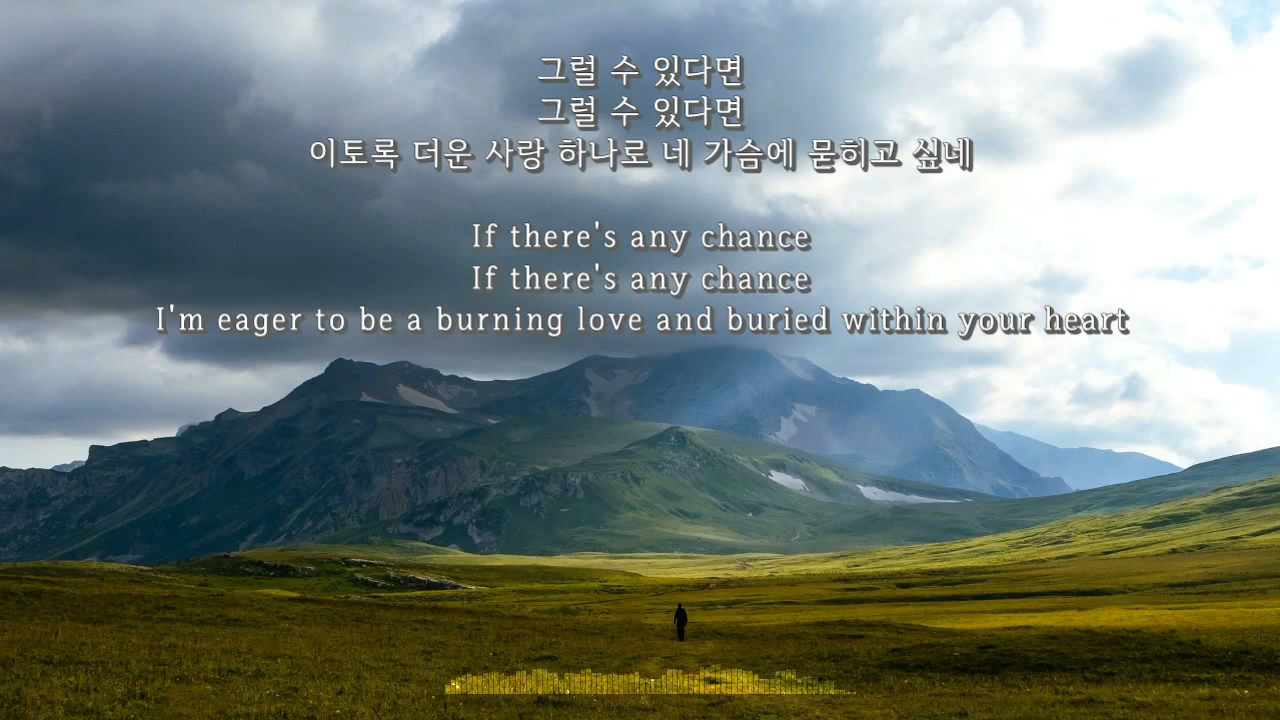 그럴 수 있다면
그럴 수 있다면
이토록 더운 사랑 하나로 네 가슴에 묻히고 싶네
If there's any chance
If there's any chance
I'm eager to be a burning love and buried within your heart